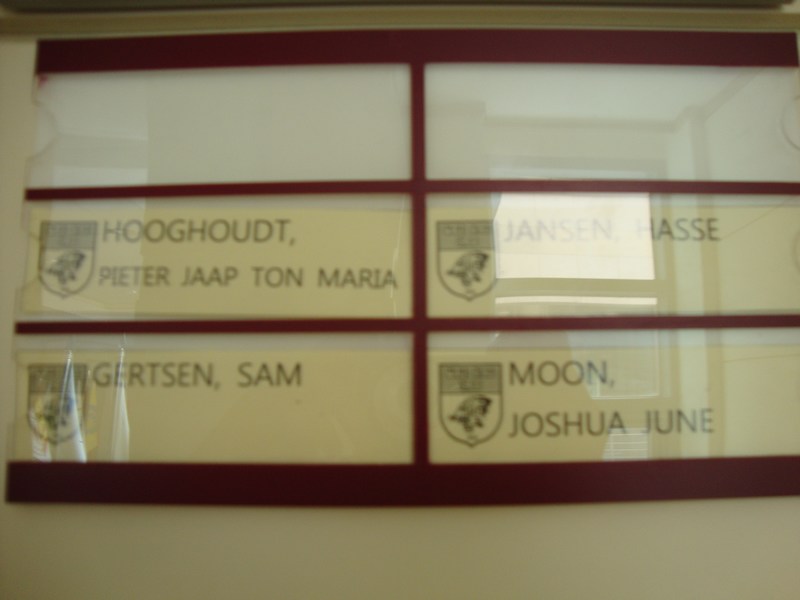 HOOGHOUDT,
PIETER JAAP TON MARIA
JANSEN, HASSE
GERTSEN, SAM
MOON,
JOSHUA JUNE